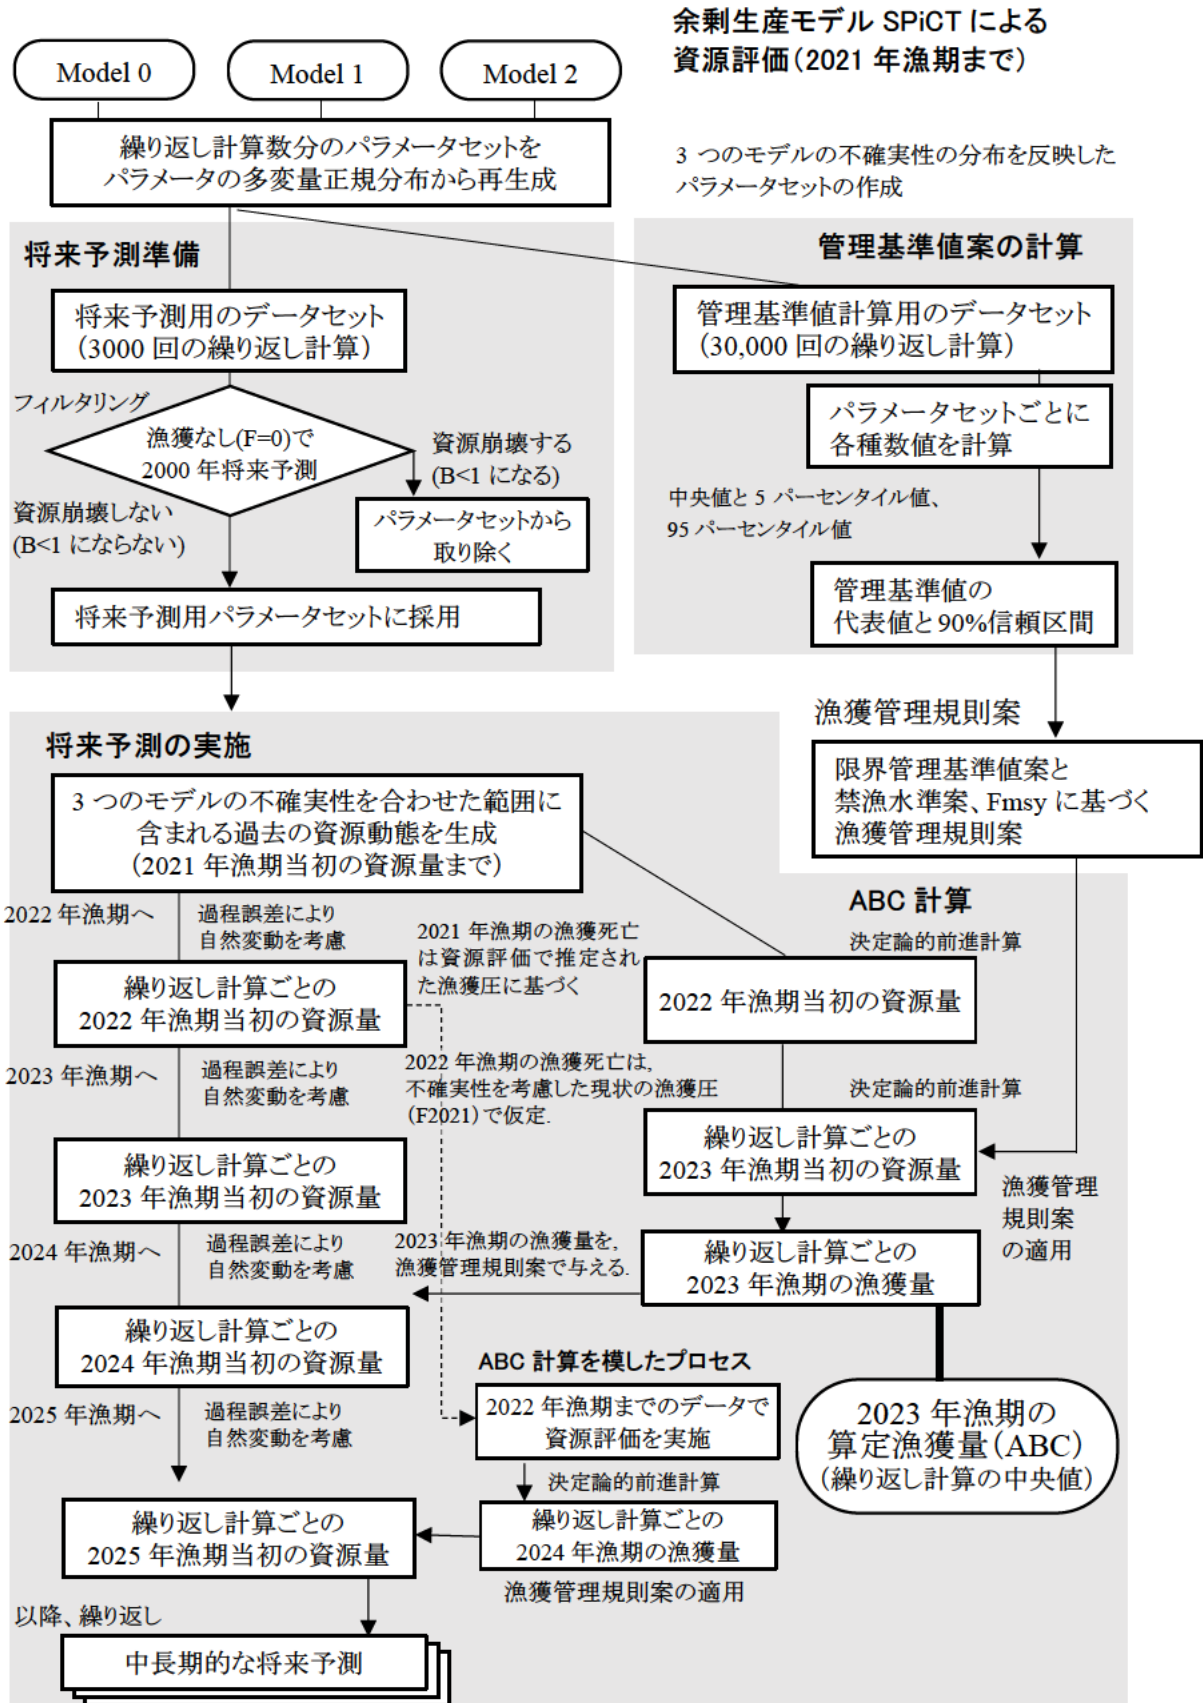 余剰生産モデル SPiCT による
資源評価（2021 年漁期まで）
Model 0
Model 1
Model 2
繰り返し計算数分のパラメータセットを
パラメータの多変量正規分布から再生成
3 つのモデルの不確実性の分布を反映した
パラメータセットの作成
将来予測準備
将来予測用のデータセット
（3000 回の繰り返し計算）
フィルタリング
漁獲なし(F=0)で
2000 年将来予測
資源崩壊する
(B<1 になる)
資源崩壊しない
(B<1 にならない)
パラメータセットから
取り除く
将来予測用パラメータセットに採用
管理基準値案の計算
管理基準値計算用のデータセット
（30,000 回の繰り返し計算）
パラメータセットごとに
各種数値を計算
中央値と 5 パーセンタイル値、
95 パーセンタイル値
管理基準値の
代表値と90%信頼区間
漁獲管理規則案
限界管理基準値案と
禁漁水準案、Fmsy に基づく
漁獲管理規則案
将来予測の実施
3 つのモデルの不確実性を合わせた範囲に
含まれる過去の資源動態を生成
（2021 年漁期当初の資源量まで）
2022 年漁期へ
過程誤差により
自然変動を考慮
2021 年漁期の漁獲死亡
は資源評価で推定され
た漁獲圧に基づく
繰り返し計算ごとの
2022 年漁期当初の資源量
2023 年漁期へ
過程誤差により
自然変動を考慮
2022 年漁期の漁獲死亡は,
不確実性を考慮した現状の漁獲圧
（F2021）で仮定.
繰り返し計算ごとの
2023 年漁期当初の資源量
2024 年漁期へ
過程誤差により
自然変動を考慮
2023 年漁期の漁獲量を,
漁獲管理規則案で与える.
繰り返し計算ごとの
2024 年漁期当初の資源量
2025 年漁期へ
過程誤差により
自然変動を考慮
繰り返し計算ごとの
2025 年漁期当初の資源量
以降、繰り返し
中長期的な将来予測
ABC 計算
決定論的前進計算
2022 年漁期当初の資源量
決定論的前進計算
繰り返し計算ごとの
2023 年漁期当初の資源量
漁獲管理
規則案
の適用
繰り返し計算ごとの
2023 年漁期の漁獲量
ABC 計算を模したプロセス
2022 年漁期までのデータで
資源評価を実施
決定論的前進計算
繰り返し計算ごとの
2024 年漁期の漁獲量
漁獲管理規則案の適用
2023 年漁期の
算定漁獲量（ABC）
（繰り返し計算の中央値）